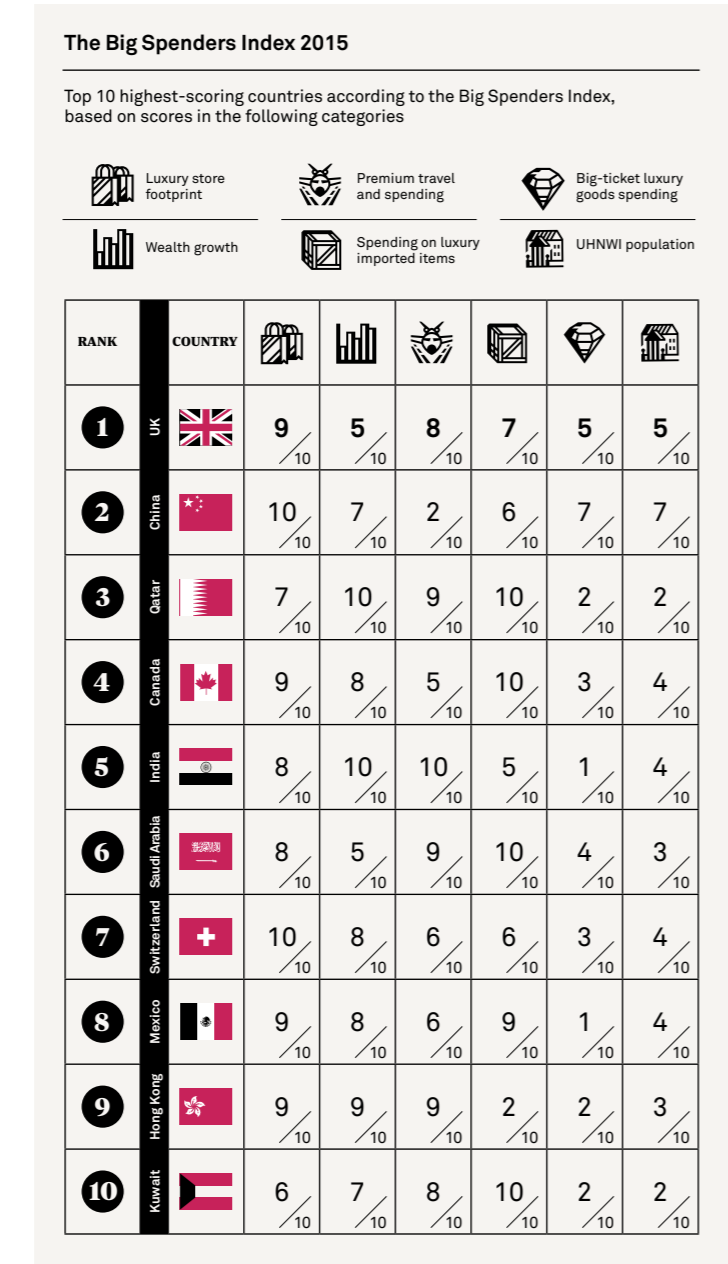 The Big Spenders Index 2015
Top 10 highest-scoring countries according to the Big Spenders Index,
based on scores in the following categories
Luxury store
footprint
Premium travel
and spending
Big-ticket luxury
goods spending
Wealth growth
Spending on luxury
imported items
UHNWI population
RANK COUNTRY
1 UK 9/10 5/10 8/10 7/10 5/10 5/10
2 China 10/10 7/10 2/10 6/10 7/10 7/10
3 Qatar 7/10 10/10 9/10 10/10 2/10 2/10
4 Canada 9/10 8/10 5/10 10/10 3/10 4/10
5 India 8/10 10/10 10/10 5/10 1/10 4/10
6 Saudi Arabia 8/10 5/10 9/10 10/10 4/10 3/10
7 Switzerland 10/10 8/10 6/10 6/10 3/10 4/10
8 Mexico 9/10 8/10 6/10 9/10 1/10 4/10
9 Hong Kong 9/10 9/10 9/10 2/10 2/10 3/10
10 Kuwait 6/10 7/10 8/10 10/10 2/10 2/10